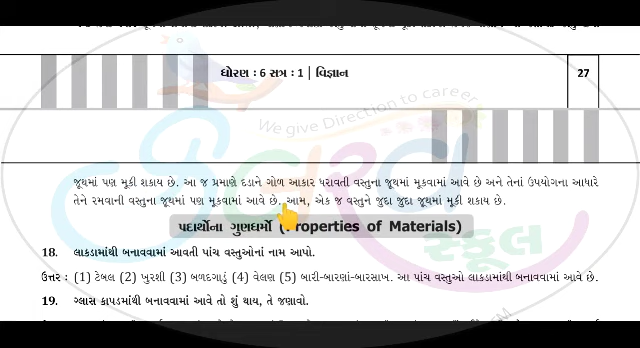 ધોરણ : 6 સત્ર : 1 | વિજ્ઞાન
27
We give Direction to career
જૂથમાં પણ મૂકી શકાય છે. આ જ પ્રમાણે દડાને ગોળ આકાર ધરાવતી વસ્તુના જૂથમાં મૂકવામાં આવે છે અને તેનાં ઉપયોગના આધારે
તેને રમવાની વસ્તુના જૂથમાં પણ મૂકવામાં આવે છે. આમ, એક જ વસ્તુને જુદા જુદા જૂથમાં મૂકી શકાય છે.
પદાર્થોના ગુણધર્મો (Properties of Materials)
18. લાકડામાંથી બનાવવામાં આવતી પાંચ વસ્તુઓનાં નામ આપો.
ઉત્તર : (1) ટેબલ (2) ખુરશી (3) બળદગાડું (4) વેલણ (5) બારી-બારણાં-બારસાખ. આ પાંચ વસ્તુઓ લાકડામાંથી બનાવવામાં આવે છે.
સ્કૂલ
19. ગ્લાસ કાપડમાંથી બનાવવામાં આવે તો શું થાય, તે જણાવો.